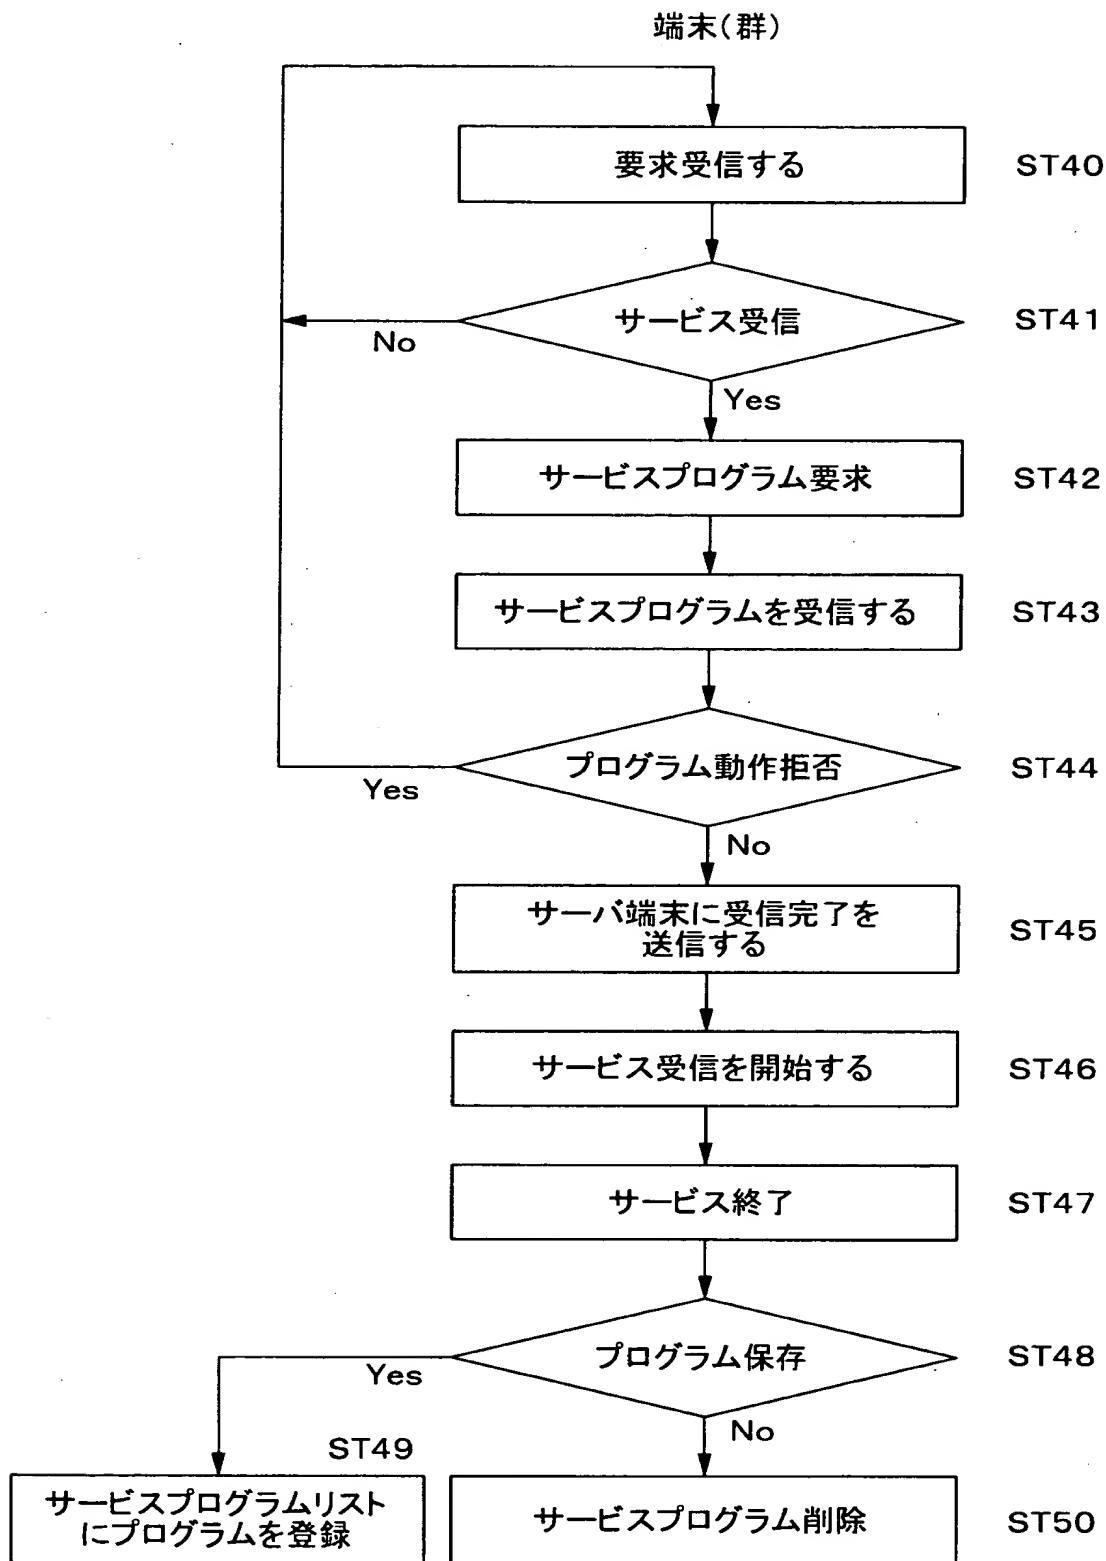 端末(群)
要求受信する
ST40
サービス受信
ST41
No
Yes
サービスプログラム要求
ST42
サービスプログラムを受信する
ST43
プログラム動作拒否
ST44
Yes
No
サーバ端末に受信完了を
送信する
ST45
サービス受信を開始する
ST46
サービス終了
ST47
プログラム保存
ST48
Yes
No
ST49
サービスプログラムリスト
にプログラムを登録
サービスプログラム削除
ST50